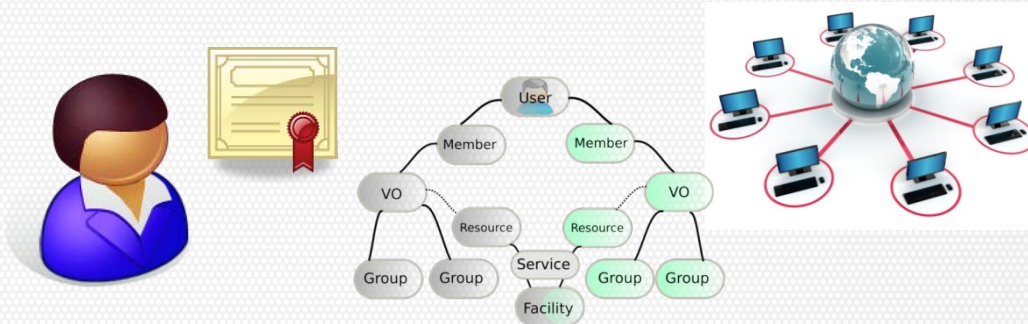 User
Member
Member
VO
VO
Resource
Resource
Service
Group
Group
Group
Group
Facility